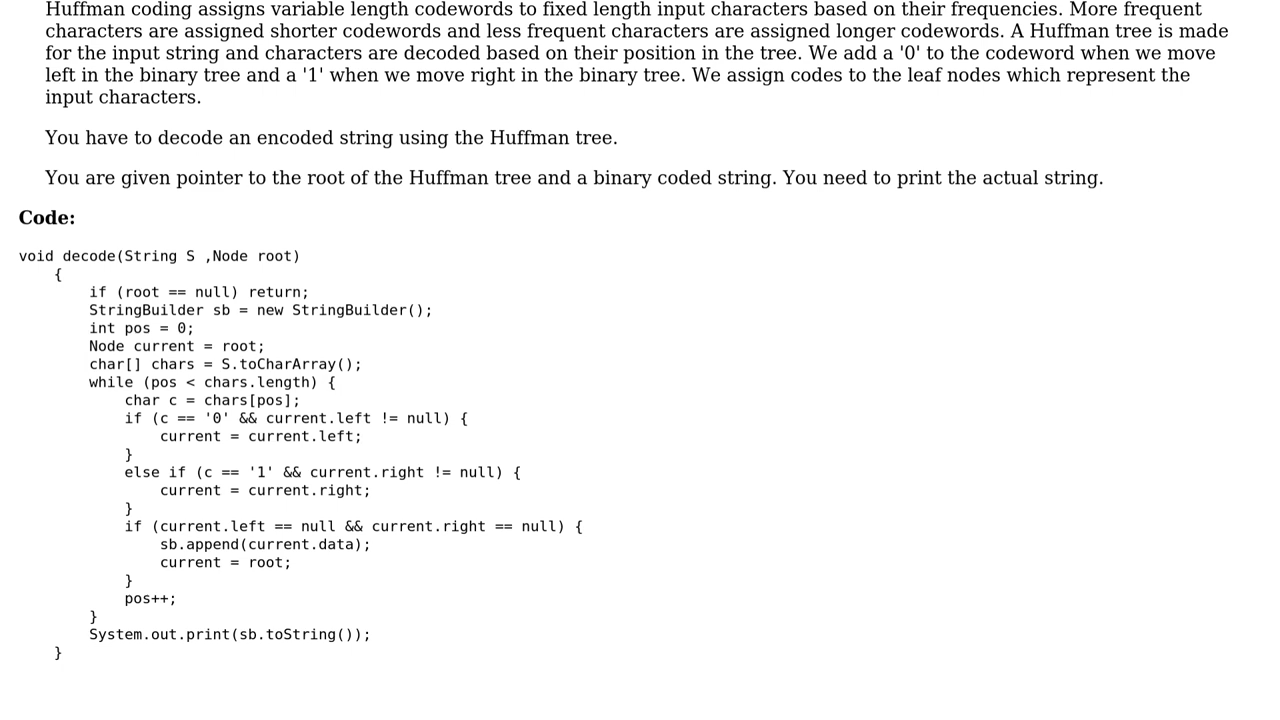 Huffman coding assigns variable length codewords to fixed length input characters based on their frequencies. More frequent
characters are assigned shorter codewords and less frequent characters are assigned longer codewords. A Huffman tree is made
for the input string and characters are decoded based on their position in the tree. We add a '0' to the codeword when we move
left in the binary tree and a '1' when we move right in the binary tree. We assign codes to the leaf nodes which represent the
input characters.
You have to decode an encoded string using the Huffman tree.
You are given pointer to the root of the Huffman tree and a binary coded string. You need to print the actual string.
Code:
void decode(String S ,Node root)
    {
        if (root == null) return;
        StringBuilder sb = new StringBuilder();
        int pos = 0;
        Node current = root;
        char[] chars = S.toCharArray();
        while (pos < chars.length) {
            char c = chars[pos];
            if (c == '0' && current.left != null) {
                current = current.left;
            }
            else if (c == '1' && current.right != null) {
                current = current.right;
            }
            if (current.left == null && current.right == null) {
                sb.append(current.data);
                current = root;
            }
            pos++;
        }
        System.out.print(sb.toString());
    }